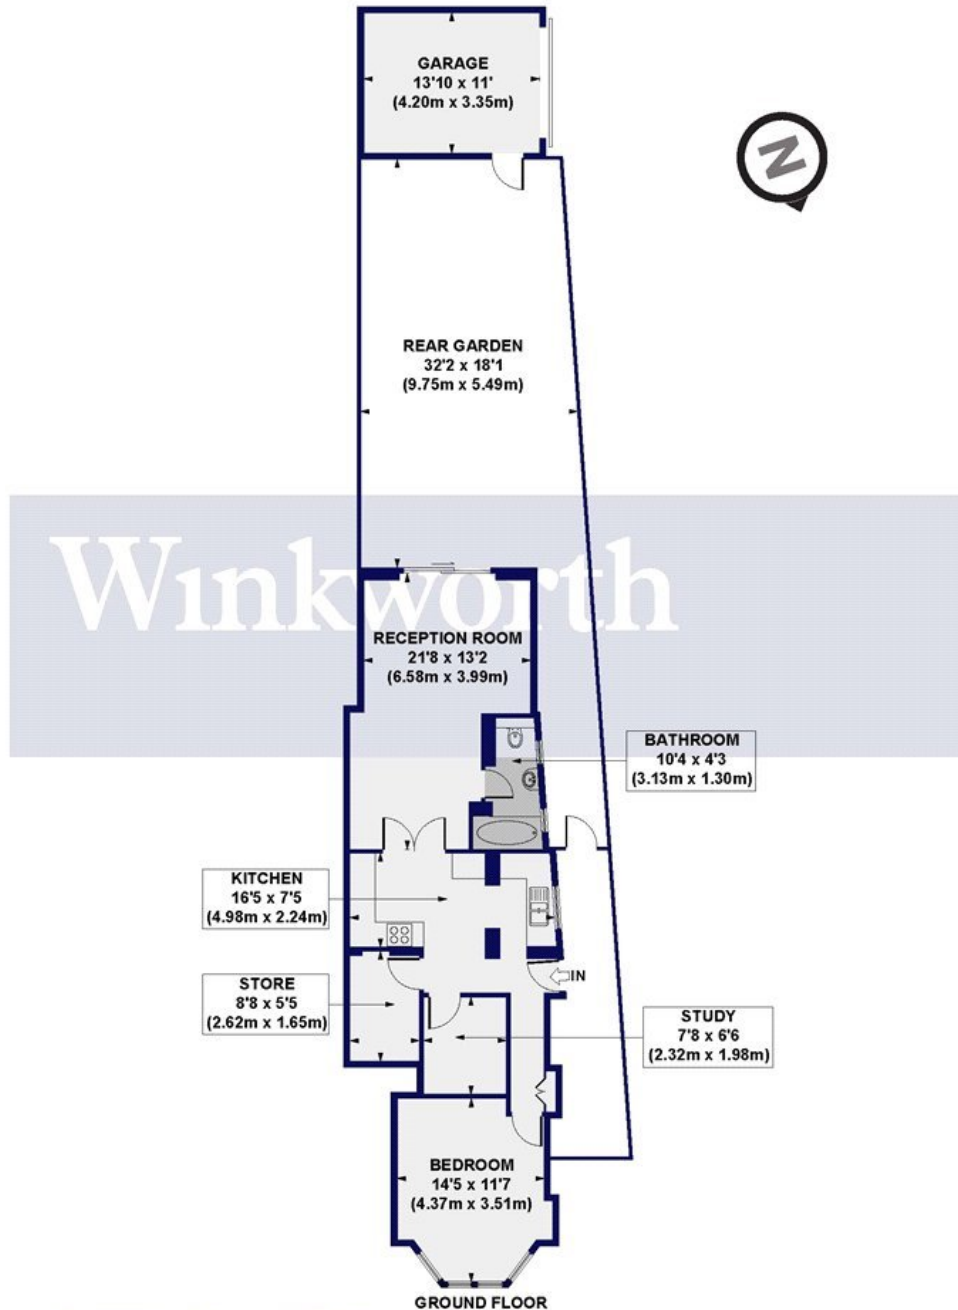 GARAGE
13'10 x 11'
(4.20m x 3.35m)
N
REAR GARDEN
32'2 x 18'1
(9.75m x 5.49m)
Winkworth
RECEPTION ROOM
21'8 x 13'2
(6.58m x 3.99m)
BATHROOM
10'4 x 4'3
(3.13m x 1.30m)
KITCHEN
16'5 x 7'5
(4.98m x 2.24m)
IN
STORE
8'8 x 5'5
(2.62m x 1.65m)
STUDY
7'8 x 6'6
(2.32m x 1.98m)
BEDROOM
14'5 x 11'7
(4.37m x 3.51m)
GROUND FLOOR